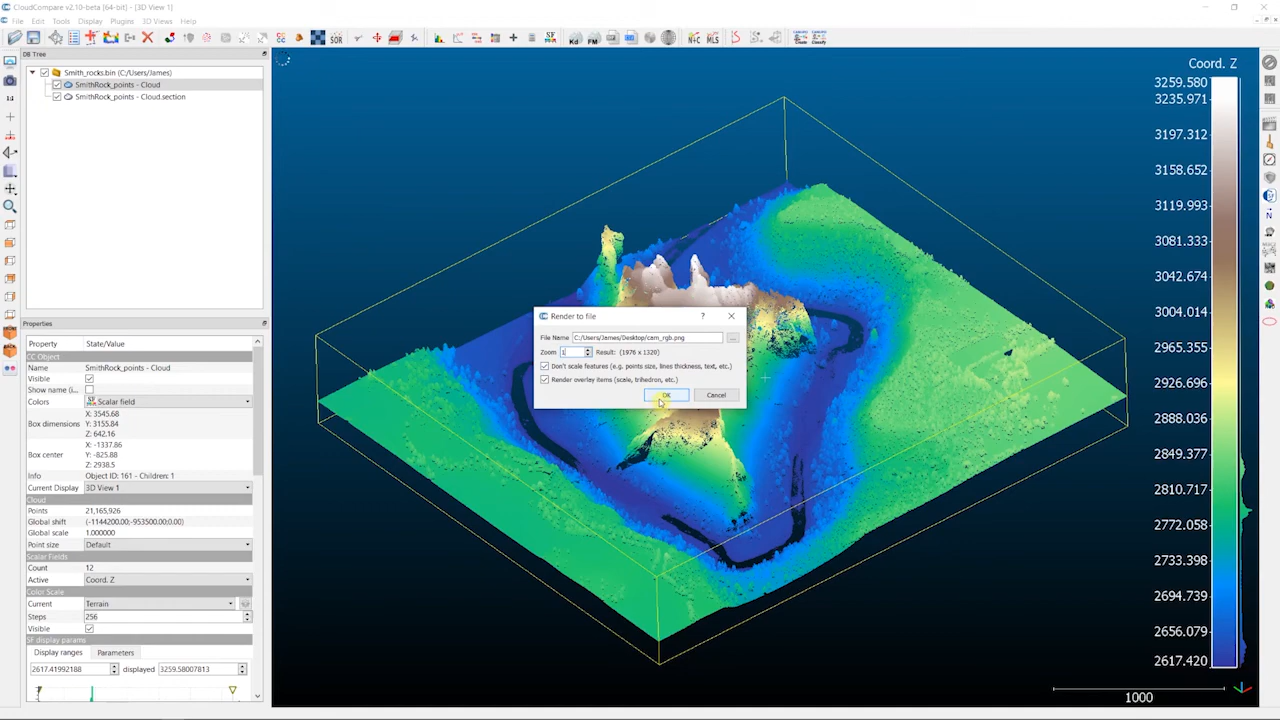 CloudCompare v2.10-beta [64-bit] - [3D View 1]
File Edit Tools Display Plugins 3D Views Help
SOR
SF
Kd
FM
N+C
MLS
DB Tree
Smith_rocks.bin (C:/Users/James)
SmithRock_points - Cloud
SmithRock_points - Cloud.section
1:1
Properties
Property State/Value
CC Object
Name SmithRock_points - Cloud
Visible
Show name (i...
Colors Scalar field
Box dimensions X: 3545.68
Y: 3155.84
Z: 642.16
Box center X: -1337.86
Y: -825.88
Z: 2938.5
Info Object ID: 161 - Children: 1
Current Display 3D View 1
Cloud
Points 21,165,926
Global shift (-1144200.00;-953500.00;0.00)
Global scale 1.000000
Point size Default
Scalar Fields
Count 12
Active Coord. Z
Color Scale
Current Terrain
Steps 256
Visible
SF display params
Display ranges Parameters
2617.41992188 displayed 3259.58007813
Render to file ?
File Name C:/Users/James/Desktop/cam_rgb.png ...
Zoom 1 Result: (1976 x 1320)
Don't scale features (e.g. points size, lines thickness, text, etc.)
Render overlay items (scale, trihedron, etc.)
OK Cancel
Coord. Z
3259.580
3235.971
3197.312
3158.652
3119.993
3081.333
3042.674
3004.014
2965.355
2926.696
2888.036
2849.377
2810.717
2772.058
2733.398
2694.739
2656.079
2617.420
1000